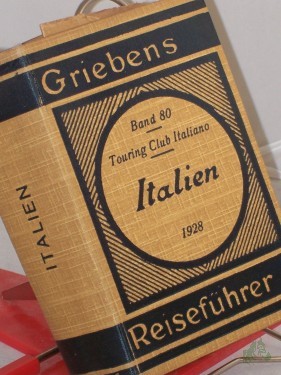 Griebens
Band 80
Touring Club Italiano
Italien
1928
Reiseführer
ITALIEN